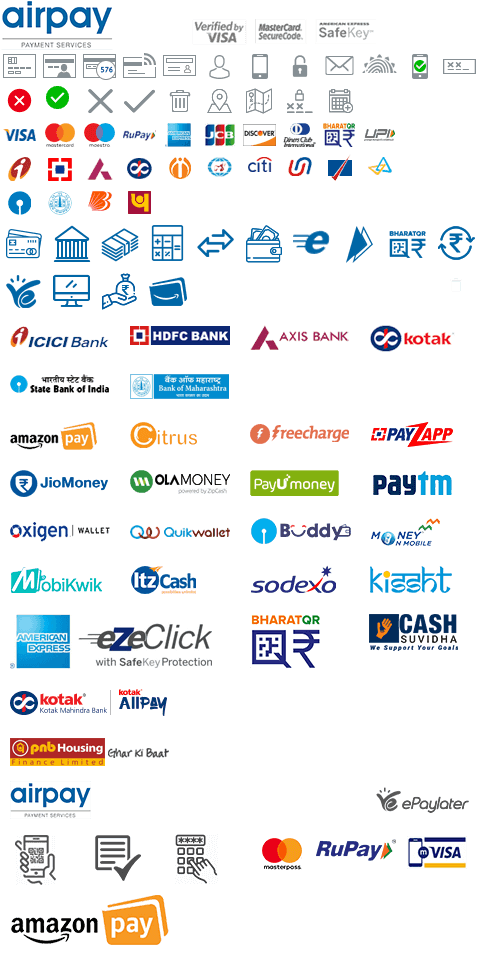 airpay
PAYMENT SERVICES
Verified by VISA
MasterCard. SecureCode.
AMERICAN EXPRESS SafeKey
576
VISA mastercard maestro RuPay AMERICAN EXPRESS JCB DISCOVER Diners Club International BHARATQR UPI
citi
BHARATQR
ICICI Bank HDFC BANK AXIS BANK kotak
भारतीय स्टेट बैंक
State Bank of India
बैंक ऑफ महाराष्ट्र
Bank of Maharashtra
amazon pay Citrus freecharge PAYZAPP
JioMoney OLAMONEY PayUmoney paytm
powered by ZipCash
Oxigen WALLET Quikwallet Buddy MONEY ON MOBILE
MobiKwik ItzCash sodexo kissht
AMERICAN EXPRESS
eZeClick
with SafeKey Protection
BHARATQR
CASH
SUVIDHA
We Support Your Goals
kotak
Kotak Mahindra Bank
kotak
AllPAY
pnb Housing
Finance Limited
Ghar Ki Baat
airpay
PAYMENT SERVICES
ePaylater
masterpass
RuPay
m VISA
amazon pay